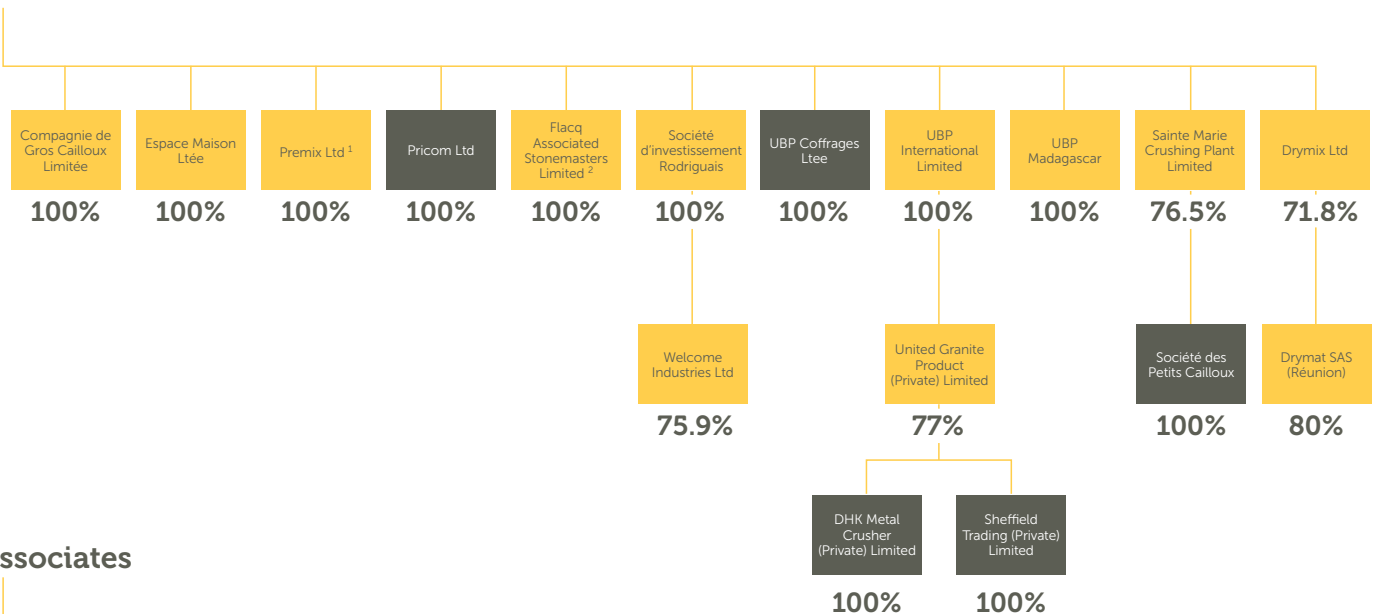 Compagnie de
Gros Cailloux
Limitée
100%
Espace Maison
Ltée
100%
Premix Ltd 1
100%
Pricom Ltd
100%
Flacq
Associated
Stonemasters
Limited 2
100%
Société
d'investissement
Rodriguais
100%
UBP Coffrages
Ltee
100%
UBP
International
Limited
100%
UBP
Madagascar
100%
Sainte Marie
Crushing Plant
Limited
76.5%
Drymix Ltd
71.8%
Welcome
Industries Ltd
75.9%
United Granite
Product
(Private) Limited
77%
Société des
Petits Cailloux
100%
Drymat SAS
(Réunion)
80%
DHK Metal
Crusher
(Private) Limited
100%
Sheffield
Trading (Private)
Limited
100%
ssociates